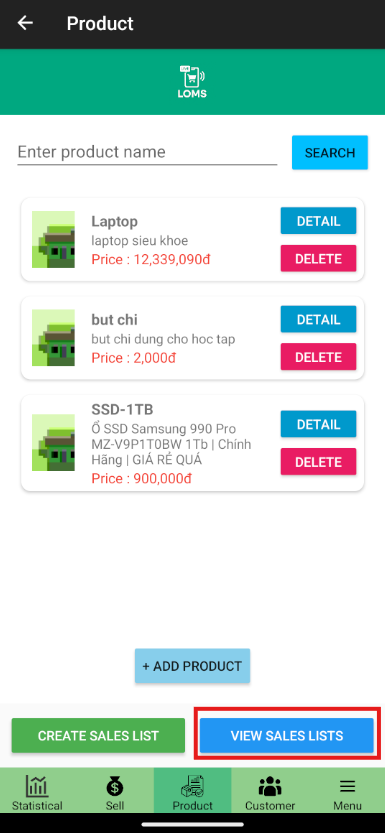 Product
LOMS
Enter product name
SEARCH
Laptop
laptop sieu khoe
Price : 12,339,090đ
DETAIL
DELETE
but chi
but chi dung cho hoc tap
Price : 2,000đ
DETAIL
DELETE
SSD-1TB
Ổ SSD Samsung 990 Pro
MZ-V9P1T0BW 1Tb | Chính
Hãng | GIÁ RẺ QUÁ
Price : 900,000đ
DETAIL
DELETE
+ ADD PRODUCT
CREATE SALES LIST
VIEW SALES LISTS
Statistical
Sell
Product
Customer
Menu